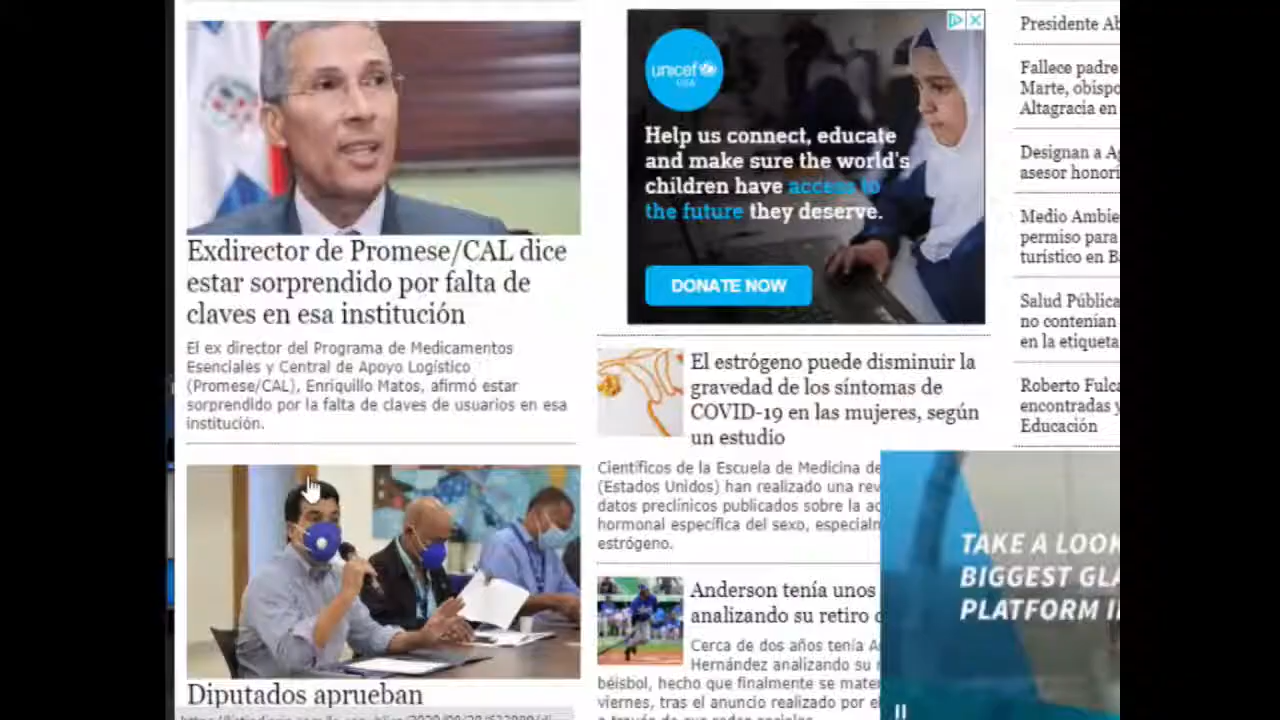 Exdirector de Promese/CAL dice
estar sorprendido por falta de
claves en esa institución
El ex director del Programa de Medicamentos
Esenciales y Central de Apoyo Logístico
(Promese/CAL), Enriquillo Matos, afirmó estar
sorprendido por la falta de claves de usuarios en esa
institución.
Diputados aprueban
unicef
USA
Help us connect, educate
and make sure the world's
children have access to
the future they deserve.
DONATE NOW
El estrógeno puede disminuir la
gravedad de los síntomas de
COVID-19 en las mujeres, según
un estudio
Científicos de la Escuela de Medicina de
(Estados Unidos) han realizado una rev
datos preclínicos publicados sobre la ac
hormonal específica del sexo, especialm
estrógeno.
Anderson tenía unos
analizando su retiro
Cerca de dos años tenía A
Hernández analizando su
béisbol, hecho que finalmente se mater
viernes, tras el anuncio realizado por e
Presidente Ab
Fallece padre
Marte, obispo
Altagracia en
Designan a Ag
asesor honori
Medio Ambie
permiso para
turístico en B
Salud Pública
no contenían
en la etiqueta
Roberto Fulca
encontradas y
Educación
TAKE A LOOK
BIGGEST GLA
PLATFORM I